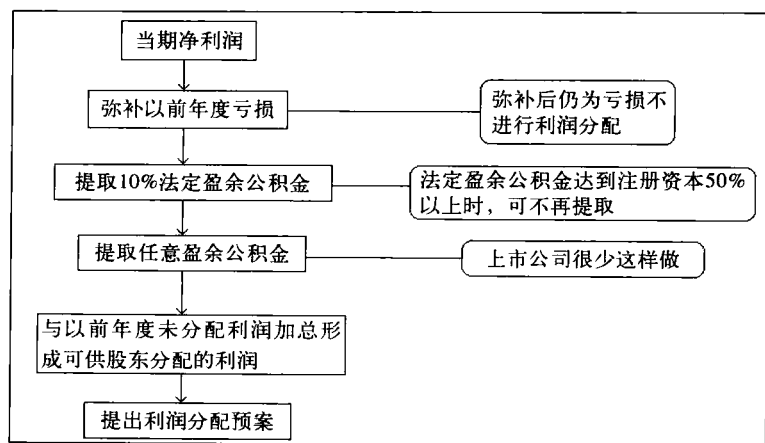 当期净利润
弥补以前年度亏损
弥补后仍为亏损不
进行利润分配
提取10%法定盈余公积金
法定盈余公积金达到注册资本50%
以上时，可不再提取
提取任意盈余公积金
上市公司很少这样做
与以前年度未分配利润加总形
成可供股东分配的利润
提出利润分配预案